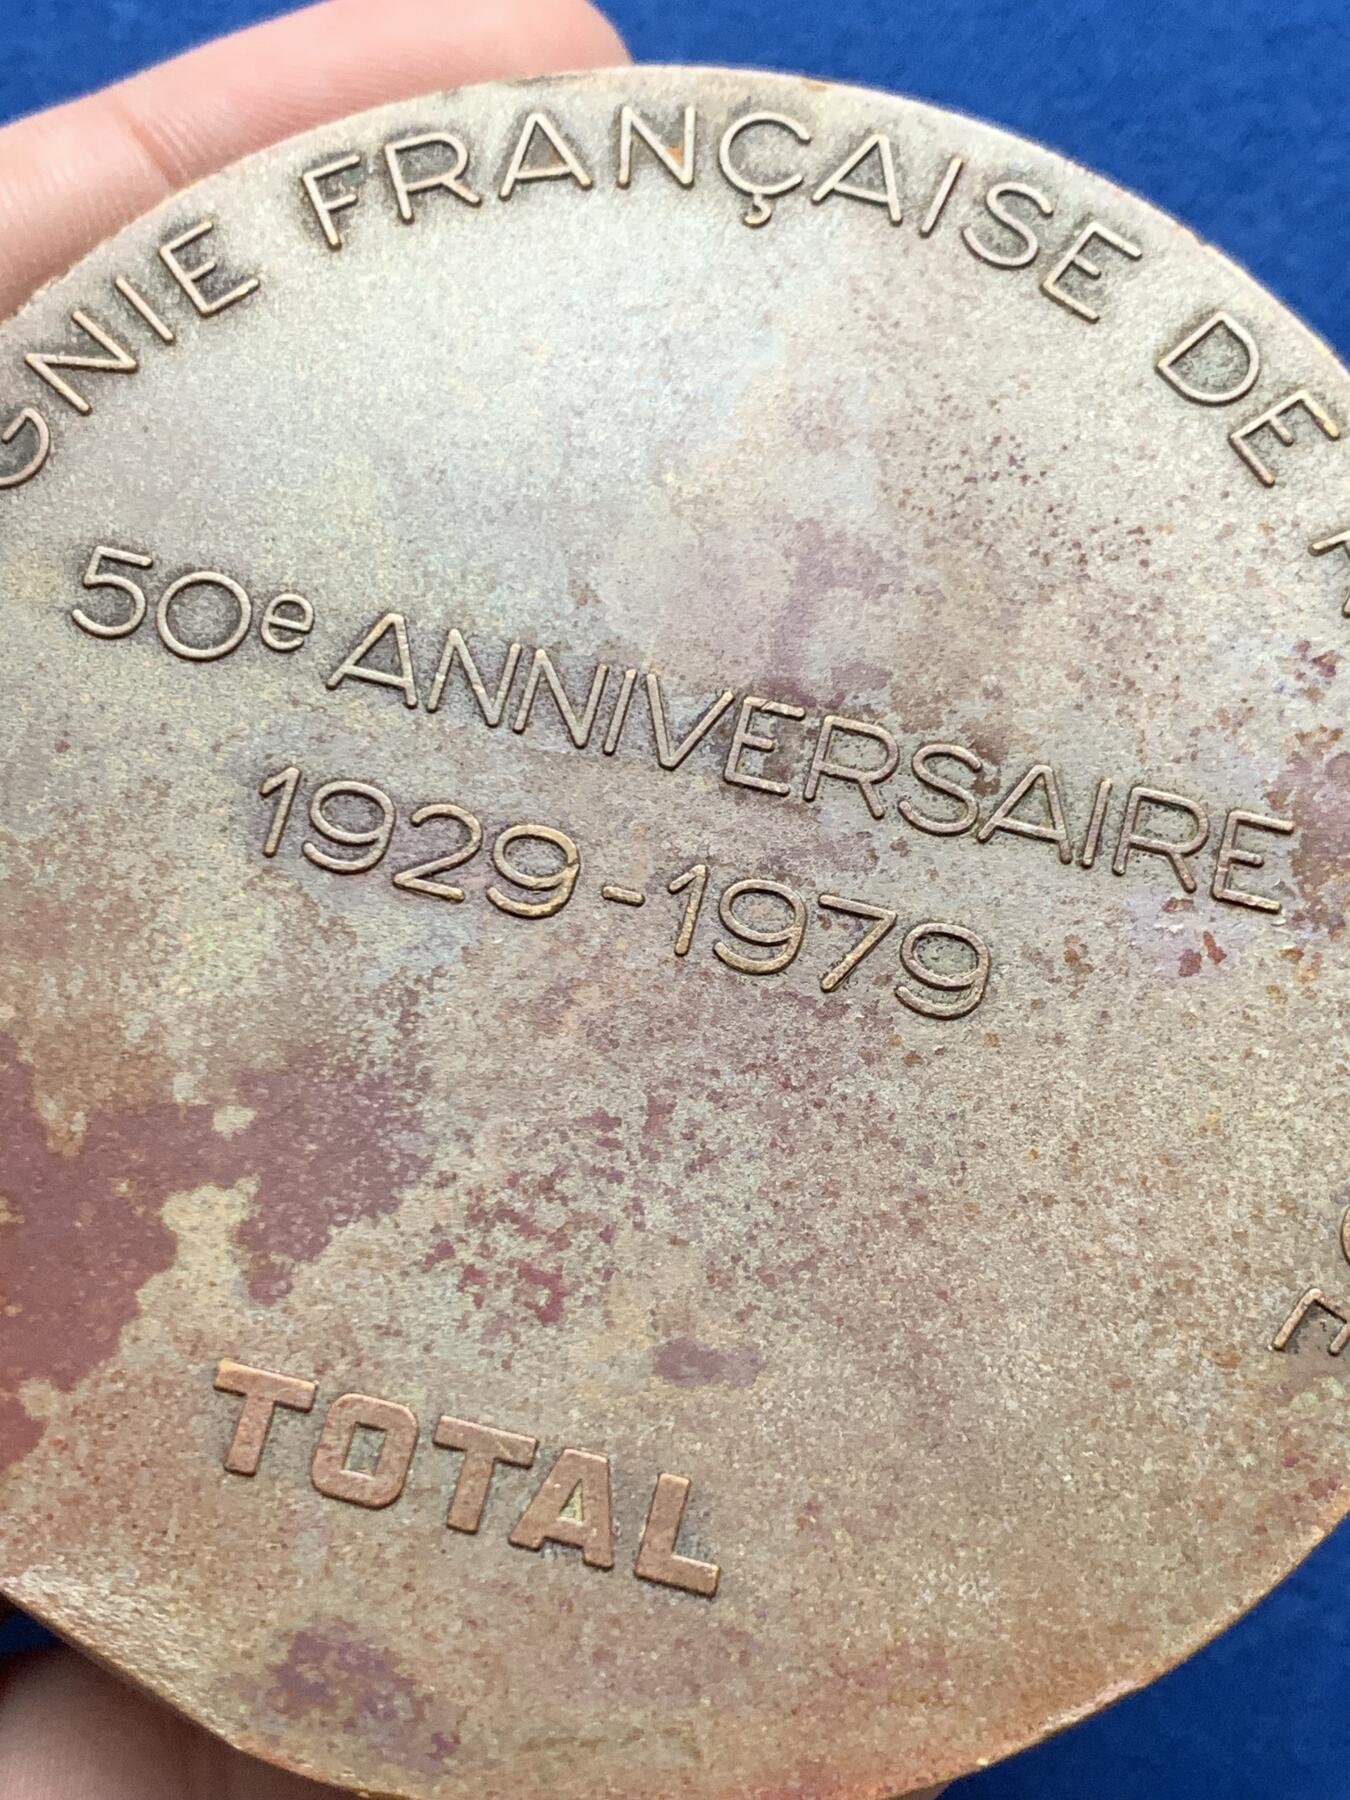 GNIE FRANÇAISE DE R
50e ANNIVERSAIRE
1929-1979
TOTAL